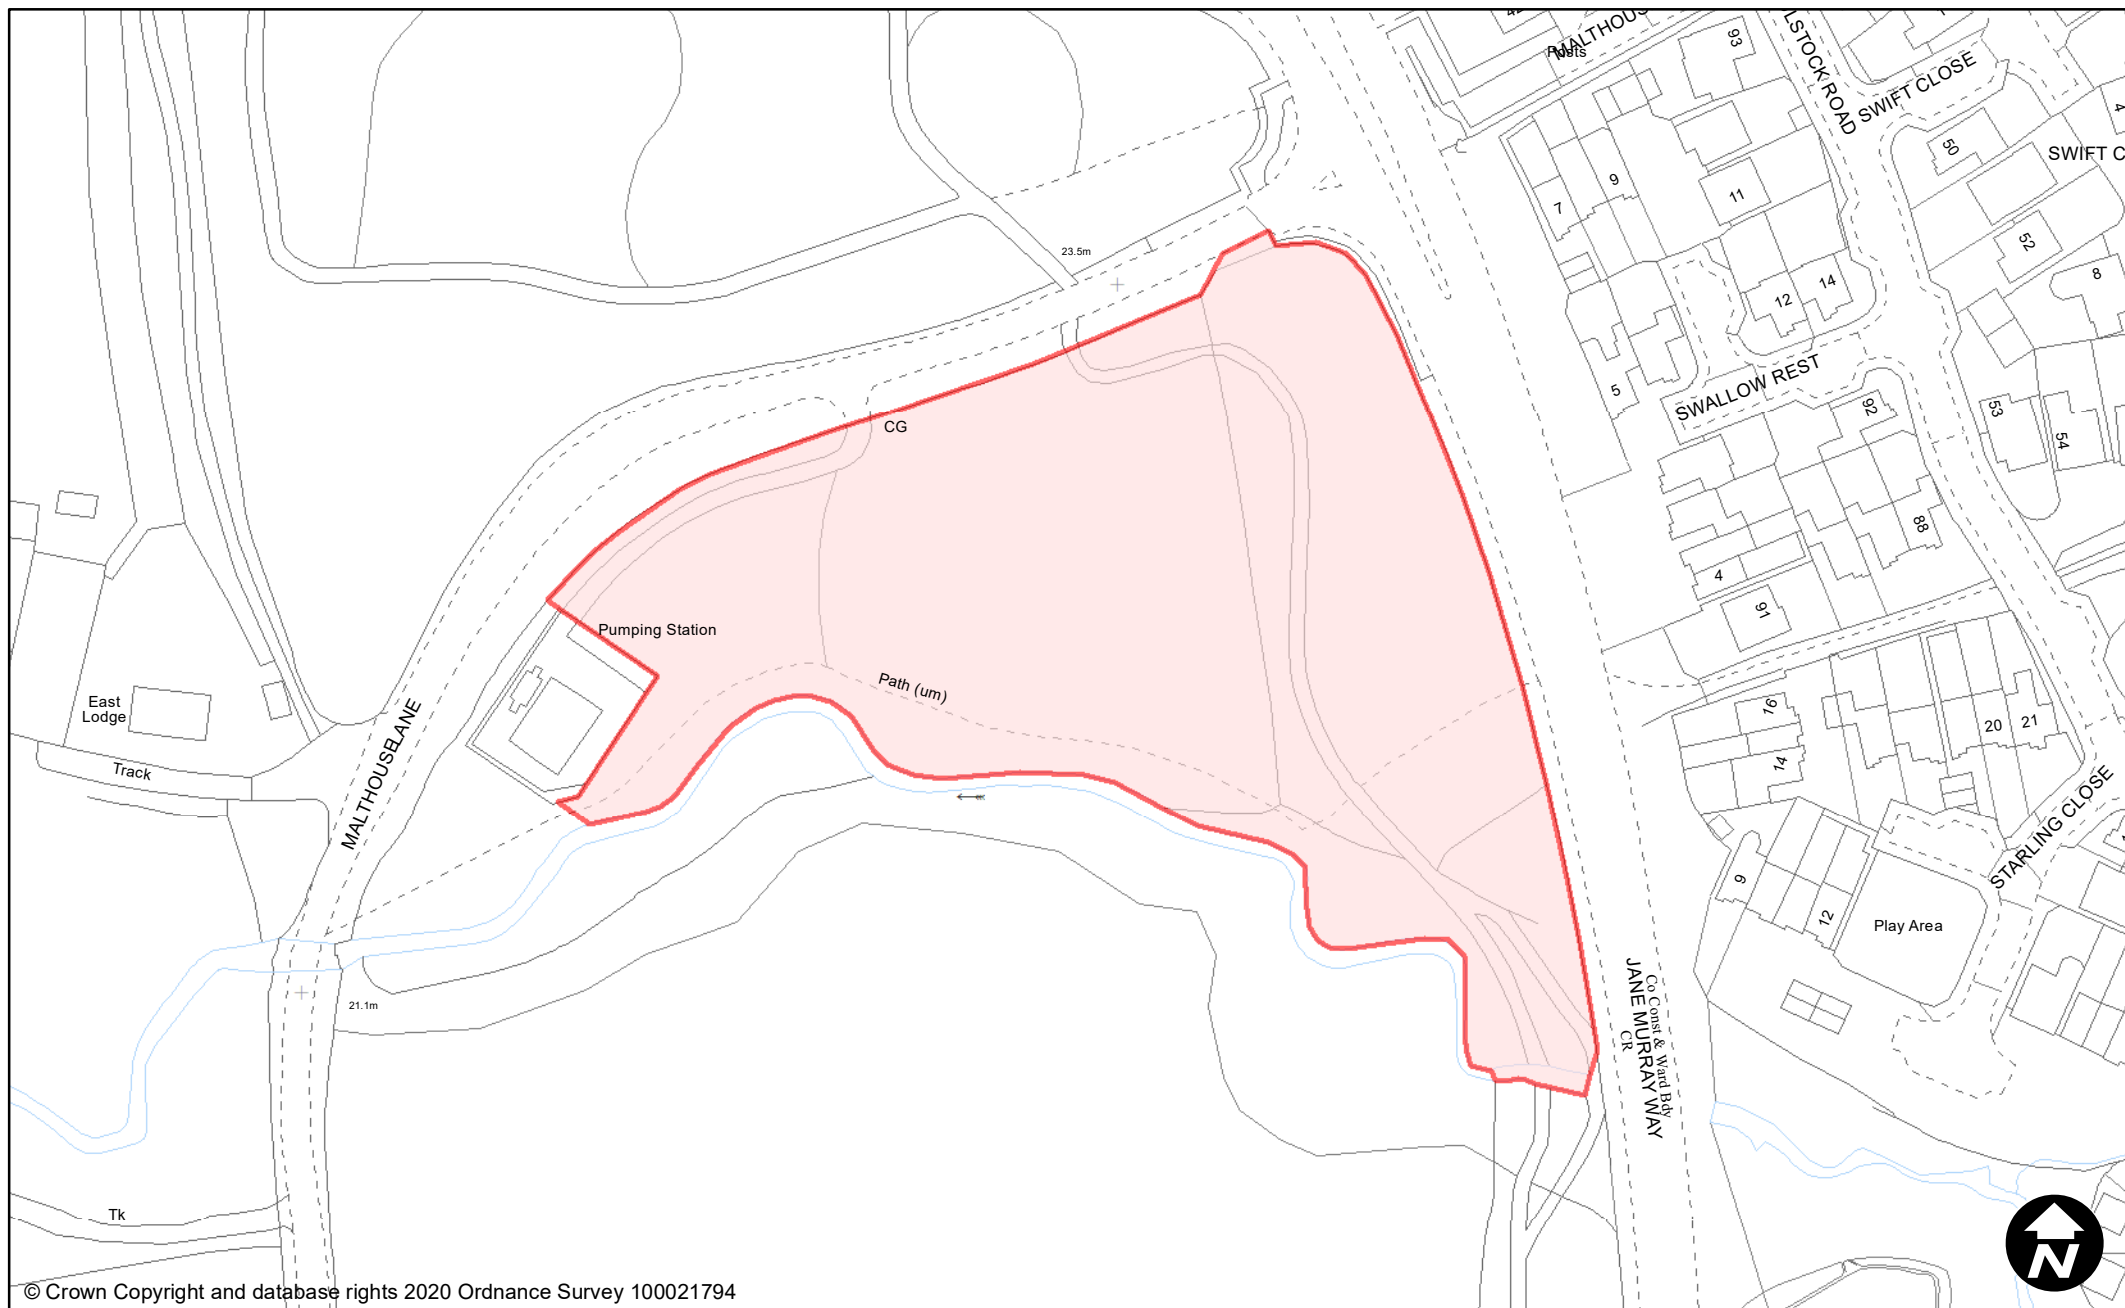 MALTHOUS
Posts
93
SWIFT CLOSE
50
SWIFT C
9
7
11
52
8
12
14
23.5m
5
SWALLOW REST
92
53
54
CG
88
4
91
Pumping Station
Path (um)
East
Lodge
Track
MALTHOUSE LANE
16
14
20
21
STARLING CLOSE
9
12
Play Area
21.1m
Co Const & Ward Bdy
JANE MURRAY WAY
CR
Tk
N
© Crown Copyright and database rights 2020 Ordnance Survey 100021794